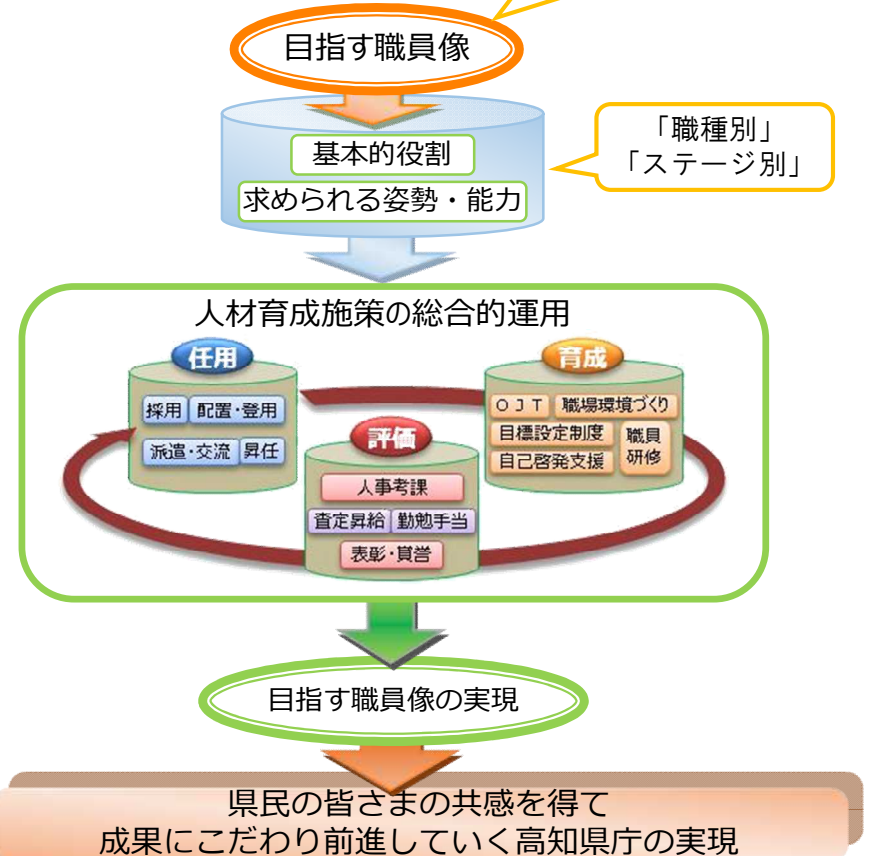 目指す職員像
基本的役割
求められる姿勢・能力
「職種別」
「ステージ別」
人材育成施策の総合的運用
任用
採用 配置・登用
派遣・交流 昇任
育成
OJT 職場環境づくり
目標設定制度
自己啓発支援
職員
研修
評価
人事考課
査定昇給 勤勉手当
表彰・賞誉
目指す職員像の実現
県民の皆さまの共感を得て
成果にこだわり前進していく高知県庁の実現